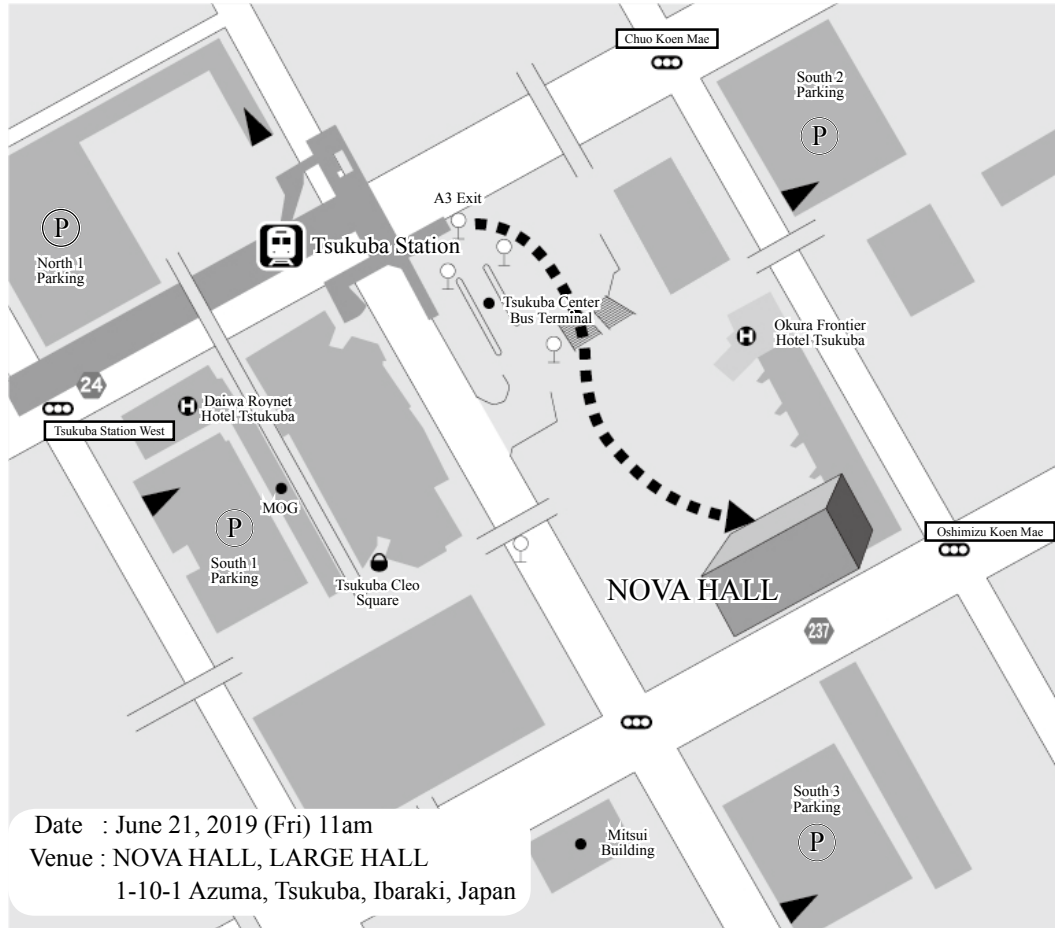 Chuo Koen Mae
South 2
Parking
P
A3 Exit
P
North 1
Parking
Tsukuba Station
Tsukuba Center
Bus Terminal
Okura Frontier
Hotel Tsukuba
H
24
H
Daiwa Roynet
Hotel Tstukuba
Tsukuba Station West
MOG
P
South 1
Parking
Tsukuba Cleo
Square
Oshimizu Koen Mae
NOVA HALL
237
South 3
Parking
P
Mitsui
Building
Date : June 21, 2019 (Fri) 11am
Venue : NOVA HALL, LARGE HALL
1-10-1 Azuma, Tsukuba, Ibaraki, Japan